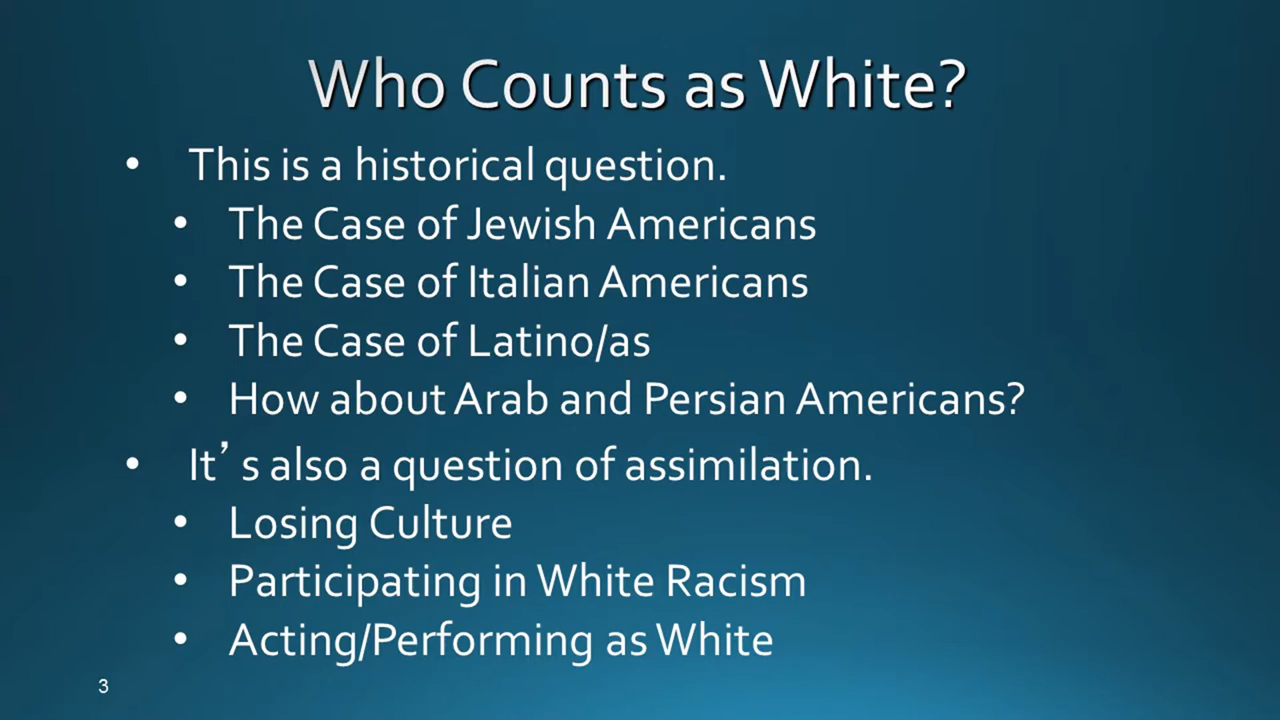 Who Counts as White?
• This is a historical question.
• The Case of Jewish Americans
• The Case of Italian Americans
• The Case of Latino/as
• How about Arab and Persian Americans?
• It’s also a question of assimilation.
• Losing Culture
• Participating in White Racism
• Acting/Performing as White
3